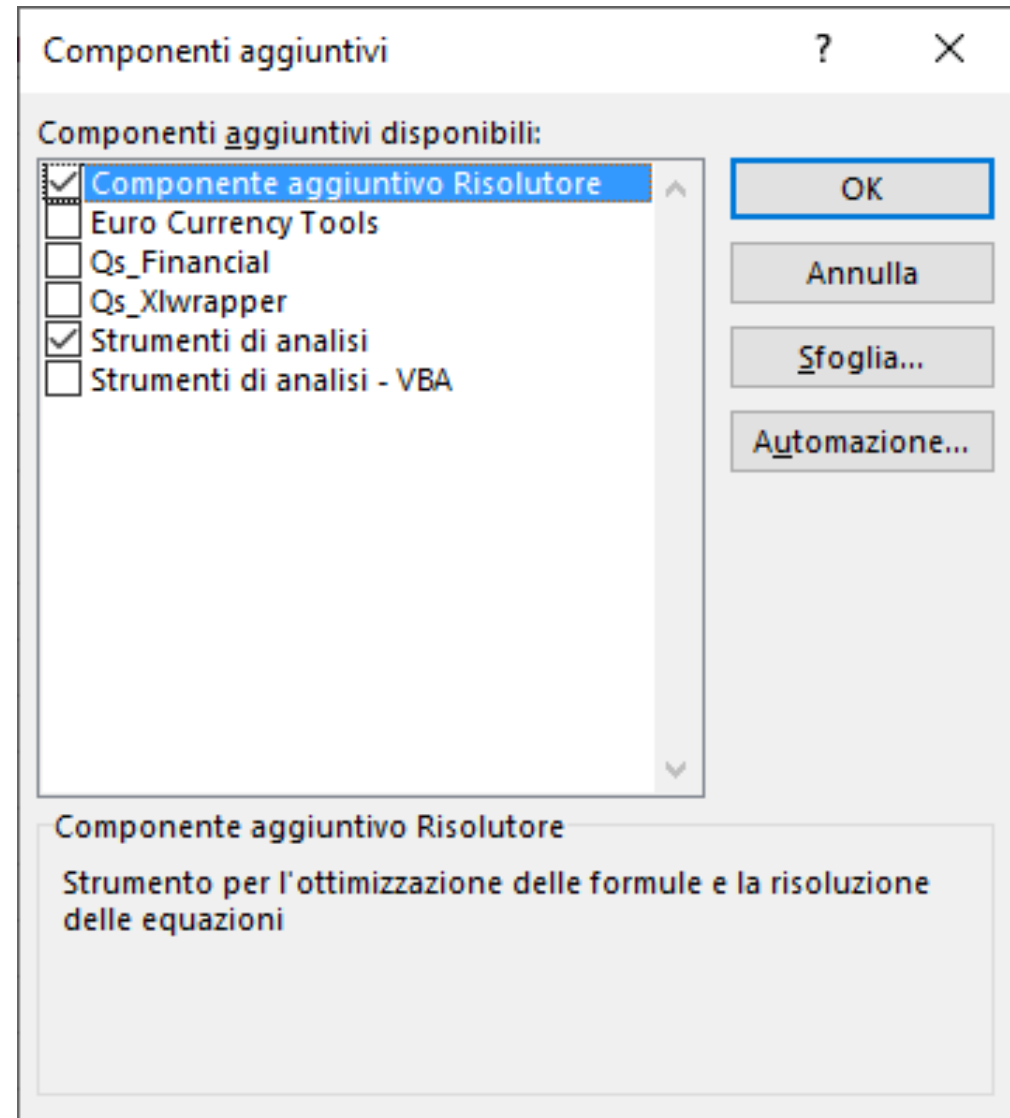 Componenti aggiuntivi
?
Componenti aggiuntivi disponibili:
Componente aggiuntivo Risolutore
Euro Currency Tools
Qs_Financial
Qs_Xlwrapper
Strumenti di analisi
Strumenti di analisi - VBA
OK
Annulla
Sfoglia...
Automazione...
Componente aggiuntivo Risolutore
Strumento per l'ottimizzazione delle formule e la risoluzione
delle equazioni